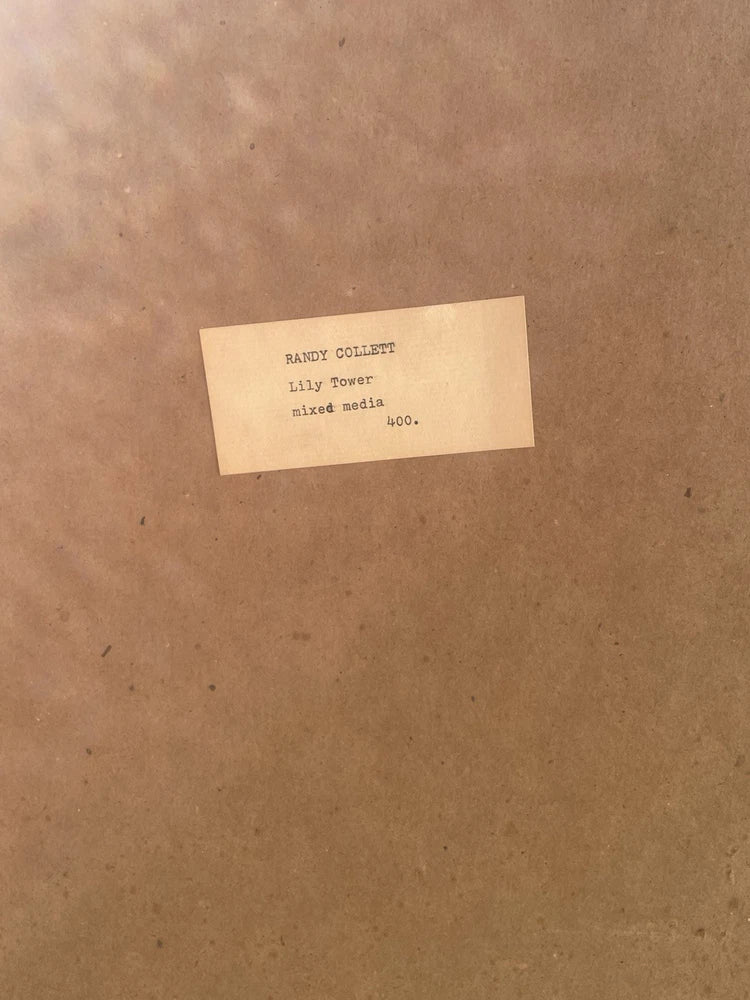 RANDY COLLETT
Lily Tower
mixed media
400.